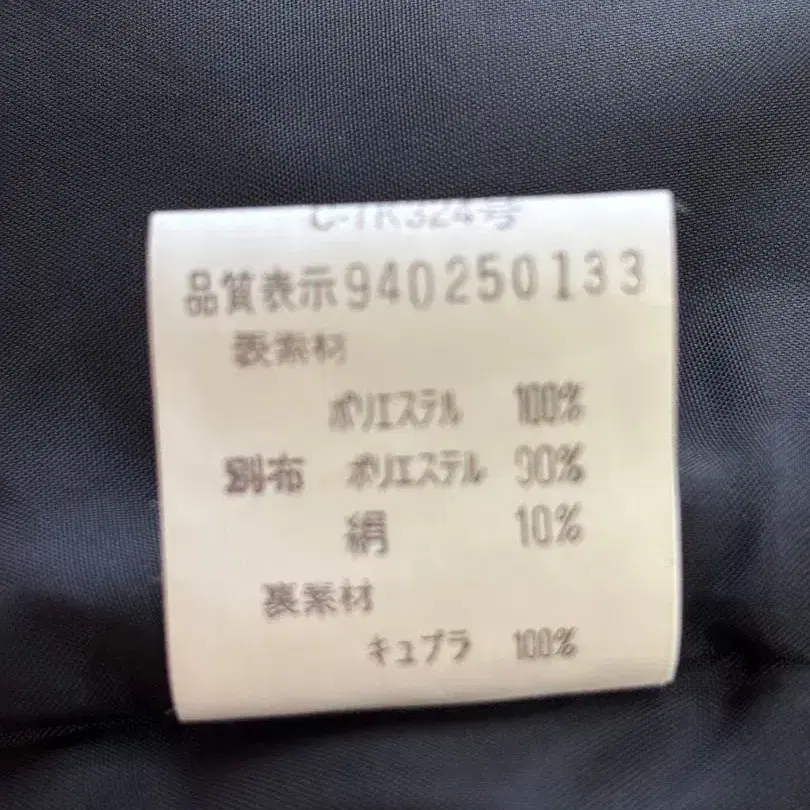 C-TR324号
品質表示940250133
表素材
ポリエステル 100%
別布 ポリエステル 90%
絹 10%
裏素材
キュプラ 100%